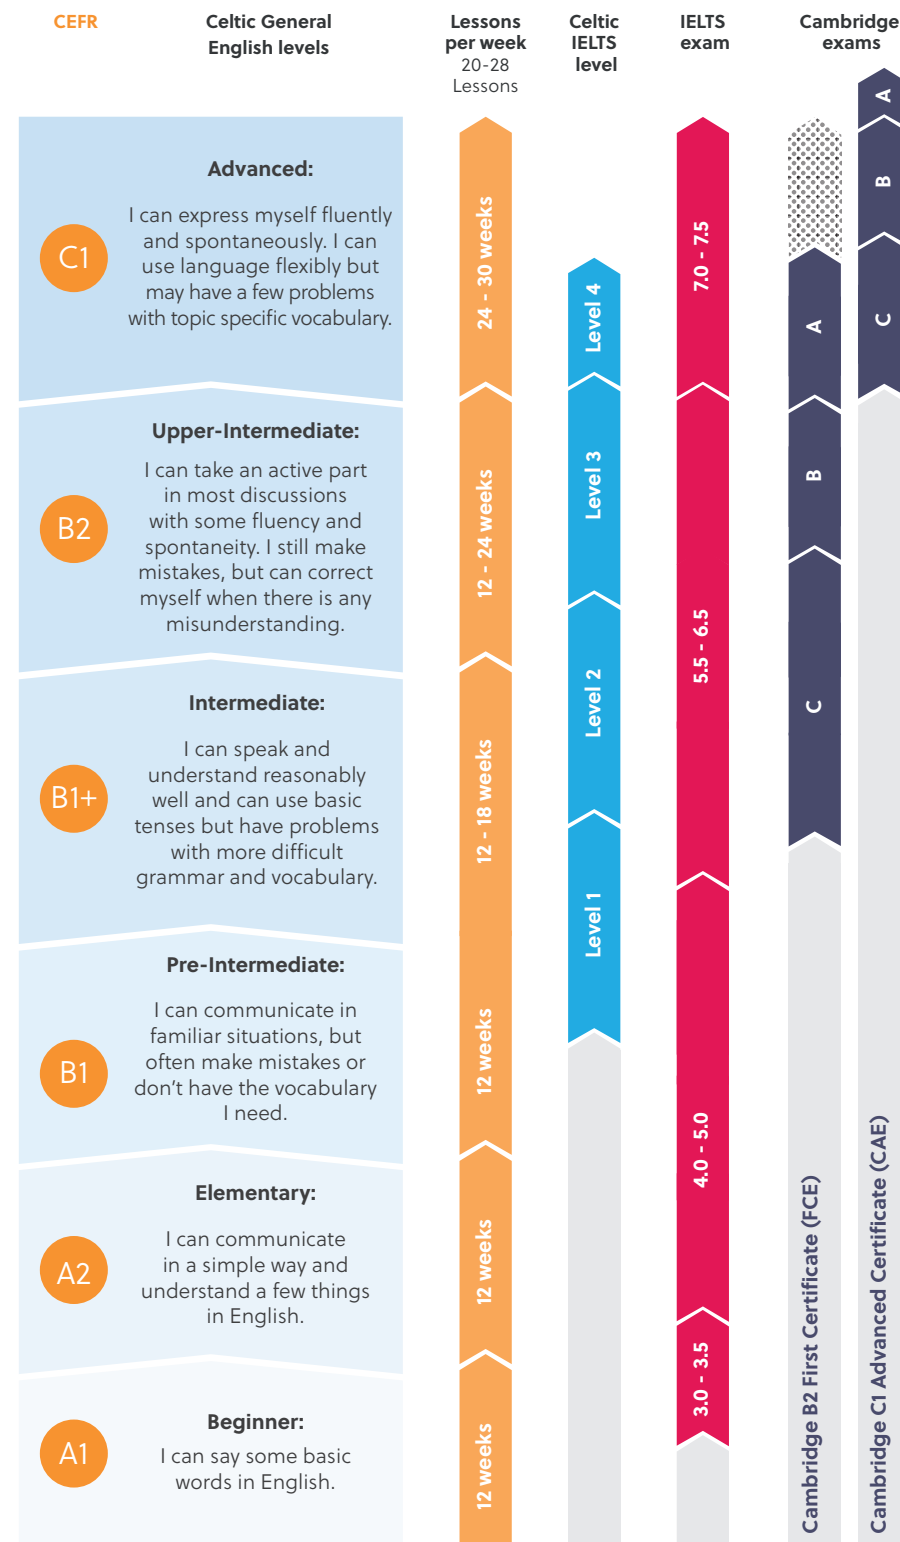 CEFR
Celtic General
English levels
Lessons
per week
20-28
Lessons
Celtic
IELTS
level
IELTS
exam
Cambridge
exams
C1
Advanced:
I can express myself fluently
and spontaneously. I can
use language flexibly but
may have a few problems
with topic specific vocabulary.
B2
Upper-Intermediate:
I can take an active part
in most discussions
with some fluency and
spontaneity. I still make
mistakes, but can correct
myself when there is any
misunderstanding.
B1+
Intermediate:
I can speak and
understand reasonably
well and can use basic
tenses but have problems
with more difficult
grammar and vocabulary.
B1
Pre-Intermediate:
I can communicate in
familiar situations, but
often make mistakes or
don’t have the vocabulary
I need.
A2
Elementary:
I can communicate
in a simple way and
understand a few things
in English.
A1
Beginner:
I can say some basic
words in English.
24 - 30 weeks
12 - 24 weeks
12 - 18 weeks
12 weeks
12 weeks
12 weeks
Level 4
Level 3
Level 2
Level 1
7.0 - 7.5
5.5 - 6.5
4.0 - 5.0
3.0 - 3.5
A
B
C
Cambridge B2 First Certificate (FCE)
A
B
C
Cambridge C1 Advanced Certificate (CAE)